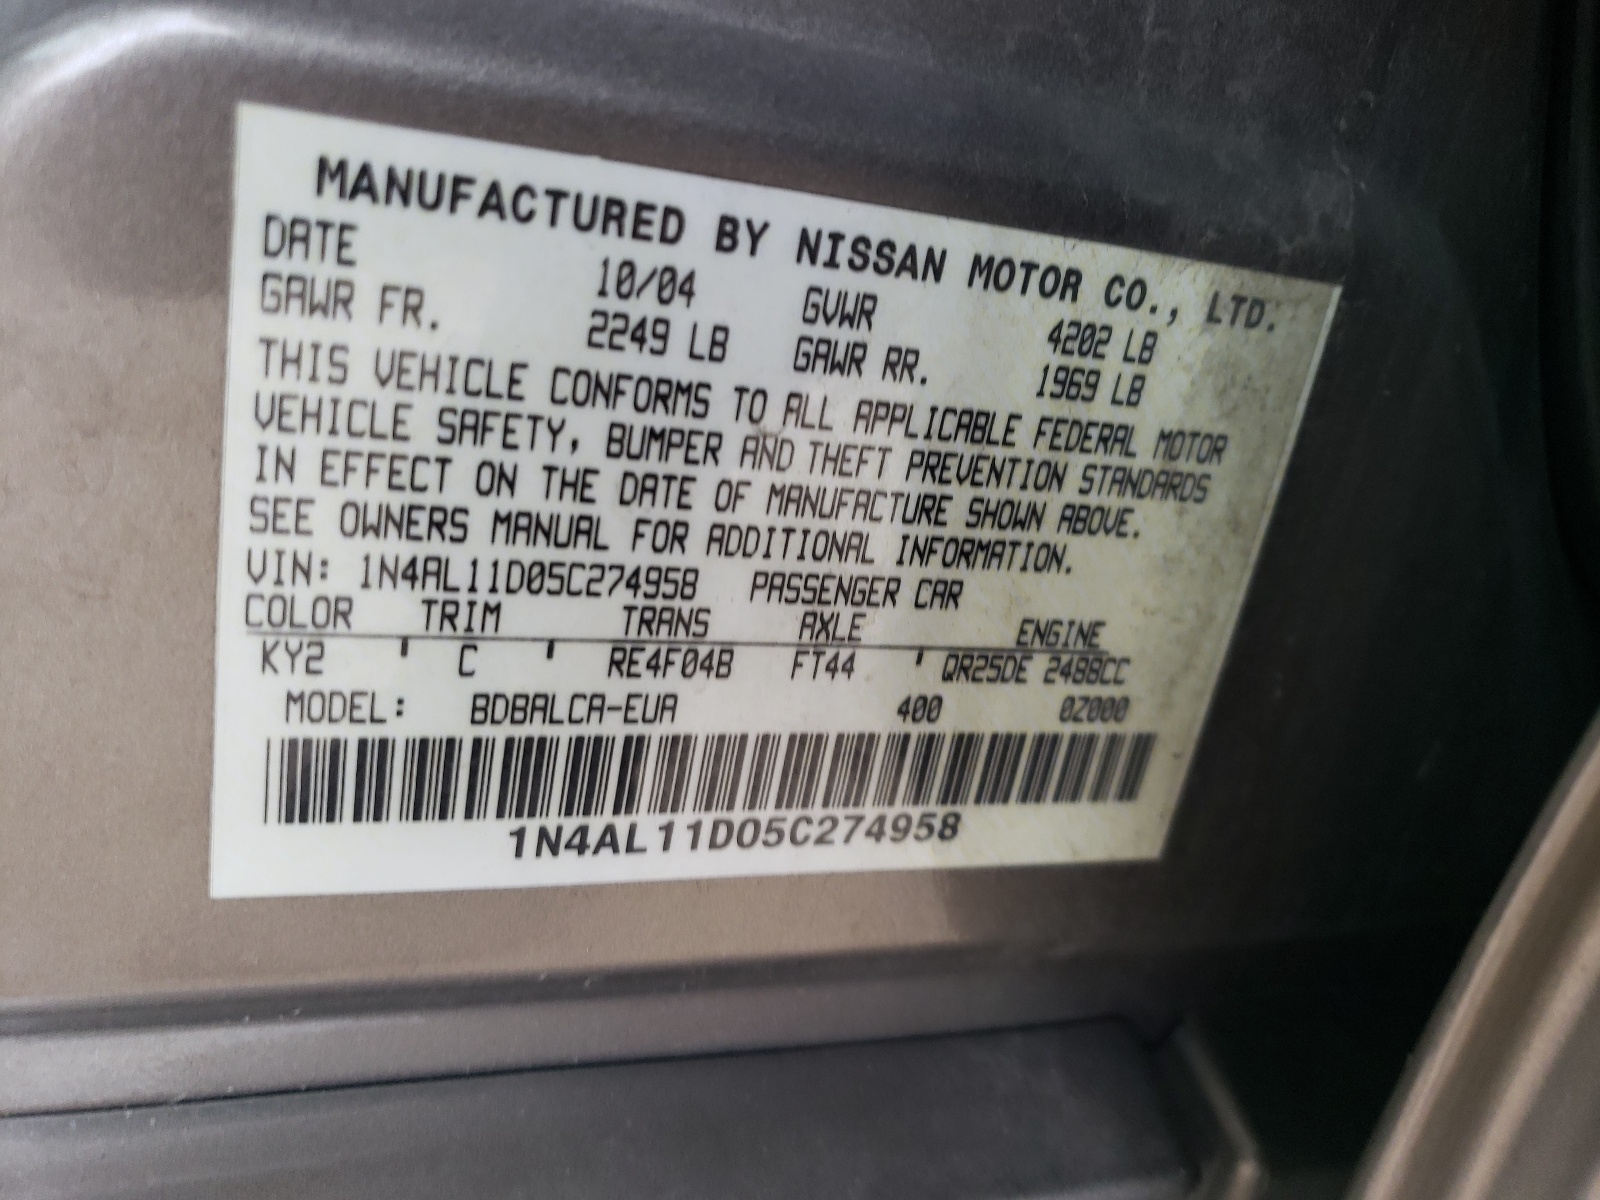 MANUFACTURED BY NISSAN MOTOR CO., LTD.
DATE 10/04 GVWR 4202 LB
GAWR FR. 2249 LB GAWR RR. 1969 LB
THIS VEHICLE CONFORMS TO ALL APPLICABLE FEDERAL MOTOR
VEHICLE SAFETY, BUMPER AND THEFT PREVENTION STANDARDS
IN EFFECT ON THE DATE OF MANUFACTURE SHOWN ABOVE.
SEE OWNERS MANUAL FOR ADDITIONAL INFORMATION.
VIN: 1N4AL11D05C274958 PASSENGER CAR
COLOR TRIM TRANS AXLE ENGINE
KY2 ' C ' RE4F04B FT44 ' QR25DE 2488CC
MODEL: BDBALCA-EUA 400 0Z000
1N4AL11D05C274958